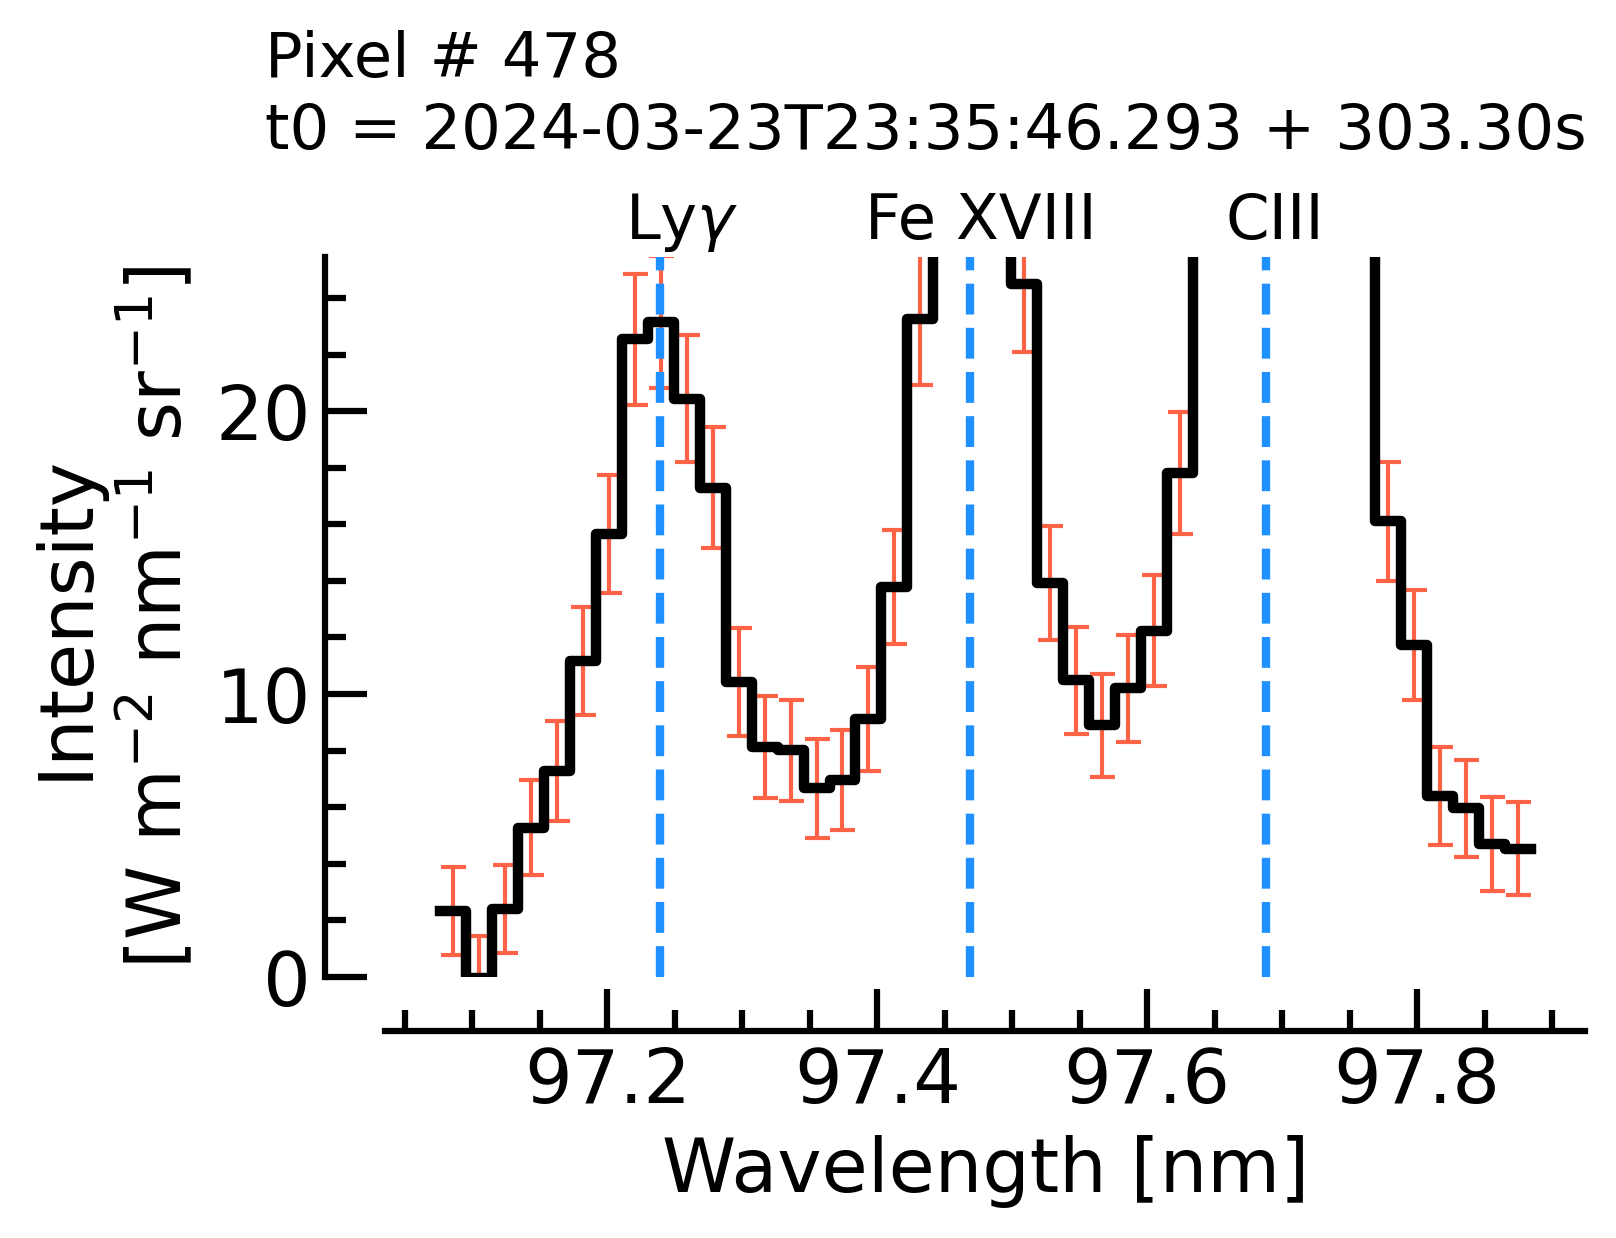 Pixel # 478
t0 = 2024-03-23T23:35:46.293 + 303.30s
Lyγ Fe XVIII CIII
Intensity
[W m⁻² nm⁻¹ sr⁻¹]
20
10
0
97.2 97.4 97.6 97.8
Wavelength [nm]